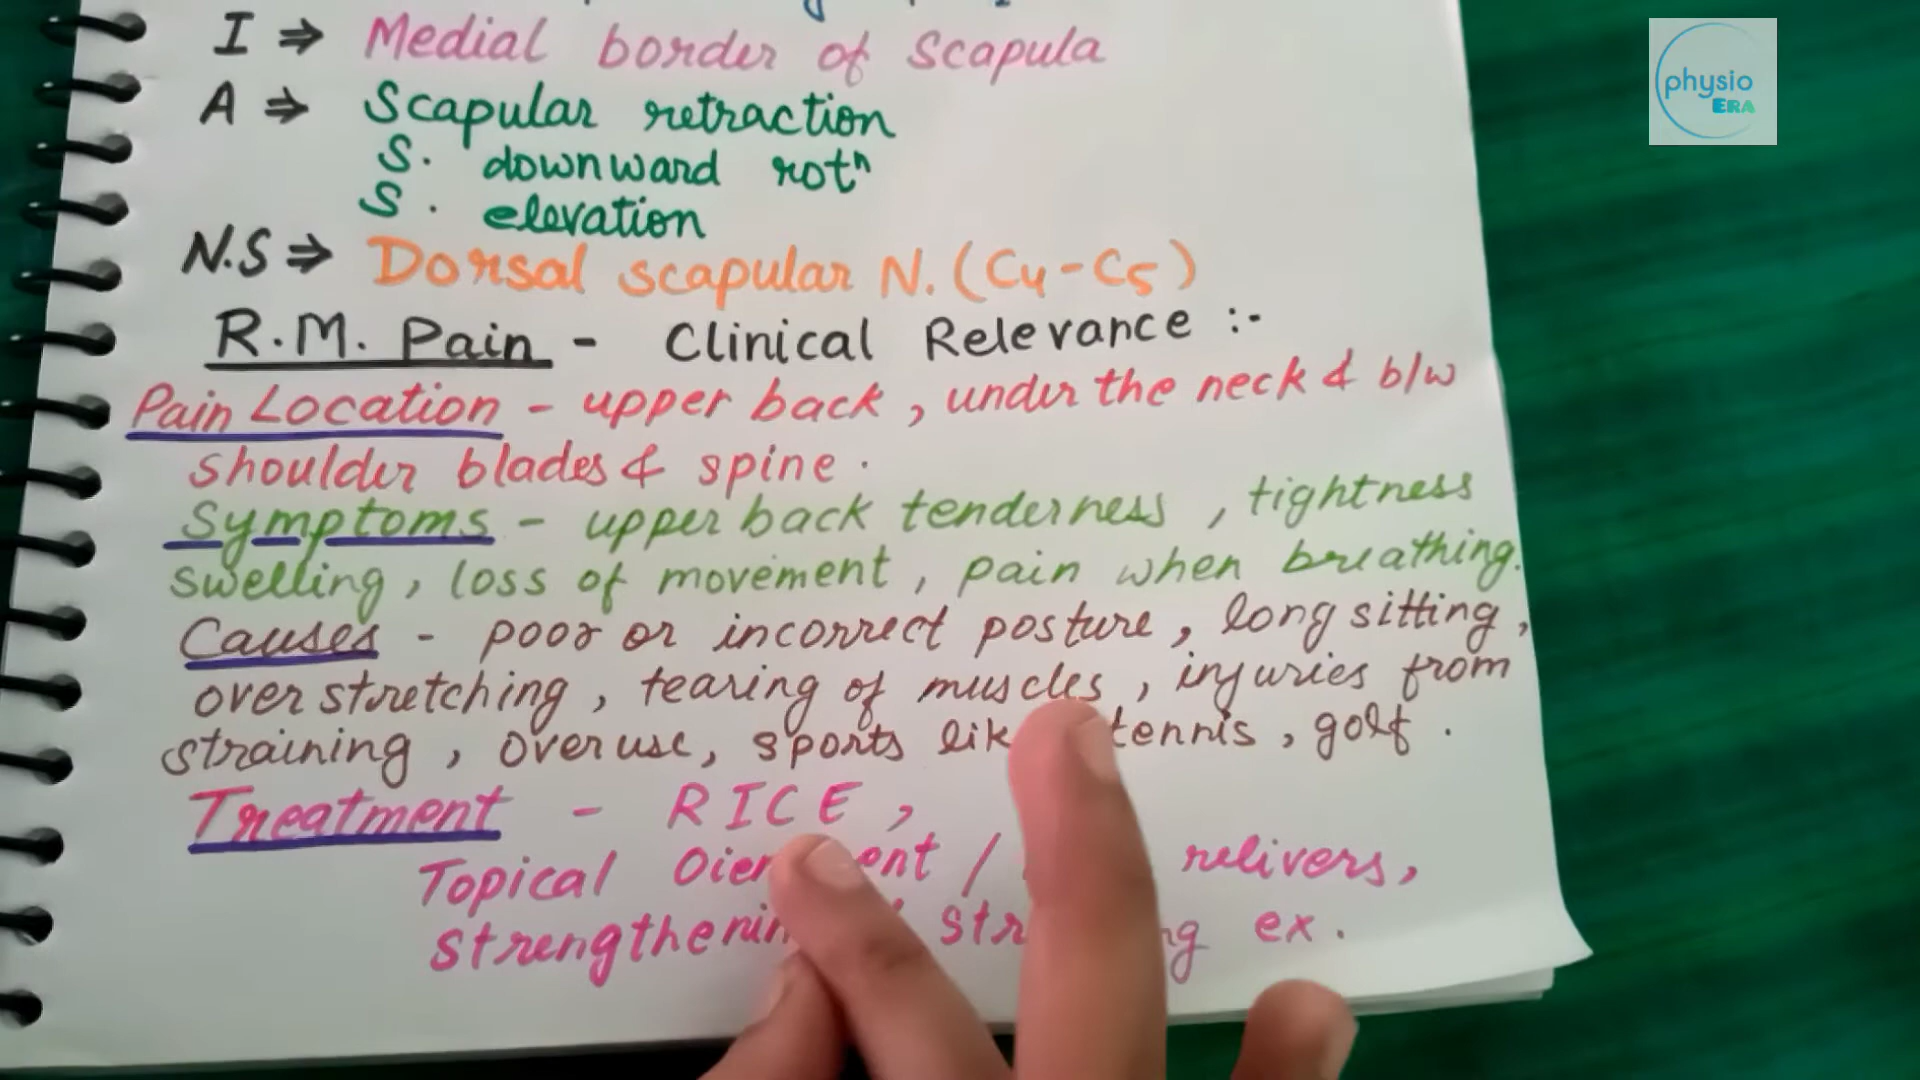 I ⇒ Medial border of Scapula
A ⇒ Scapular retraction
S. downward rotⁿ
S. elevation
N.S ⇒ Dorsal scapular N. (C4-C5)
R.M. Pain - Clinical Relevance :-
Pain Location - upper back, under the neck & b/w
shoulder blades & spine.
Symptoms - upper back tenderness, tightness
swelling, loss of movement, pain when breathing.
Causes - poor or incorrect posture, long sitting,
over stretching, tearing of muscles, injuries from
straining, overuse, sports lik tennis, golf.
Treatment - RICE,
Topical / relivers,
ex.
physio
ERA